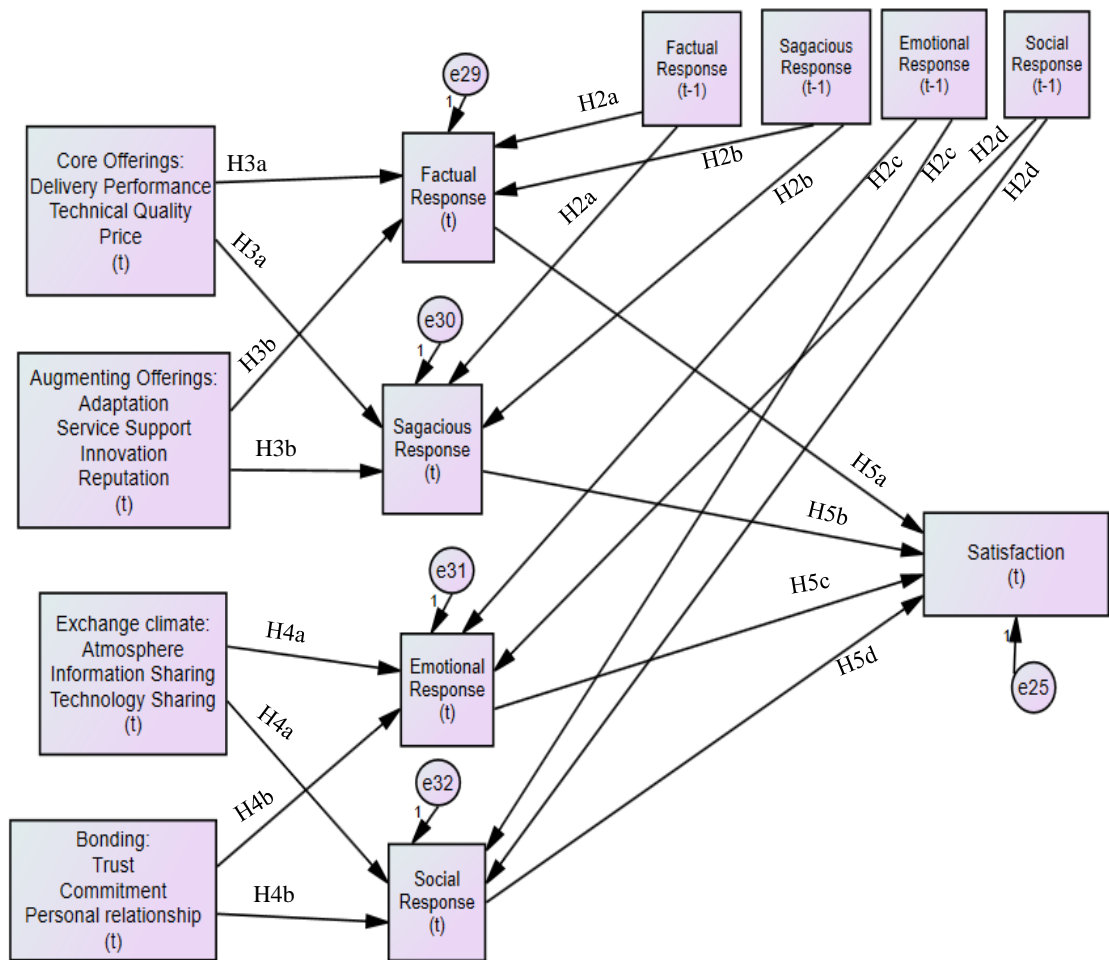 Factual
Response
(t-1)
Sagacious
Response
(t-1)
Emotional
Response
(t-1)
Social
Response
(t-1)
e29
1
H2a
H2b
H2a
H2b
H2c
H2c
H2d
H2d
Core Offerings:
Delivery Performance
Technical Quality
Price
(t)
H3a
H3a
Factual
Response
(t)
e30
1
H3b
Augmenting Offerings:
Adaptation
Service Support
Innovation
Reputation
(t)
H3b
Sagacious
Response
(t)
H5a
H5b
Satisfaction
(t)
1
e25
e31
1
H5c
H5d
Exchange climate:
Atmosphere
Information Sharing
Technology Sharing
(t)
H4a
H4a
Emotional
Response
(t)
e32
1
H4b
Bonding:
Trust
Commitment
Personal relationship
(t)
H4b
Social
Response
(t)